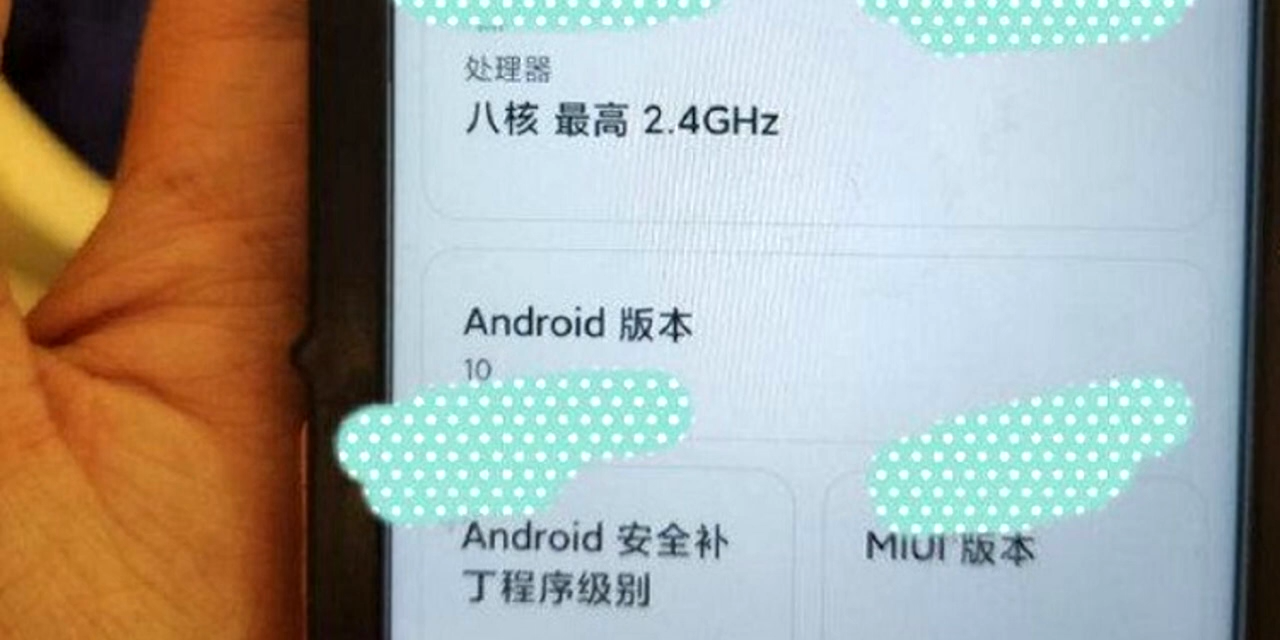 处理器
八核 最高 2.4GHz
Android 版本
10
Android 安全补
丁程序级别
MIUI 版本